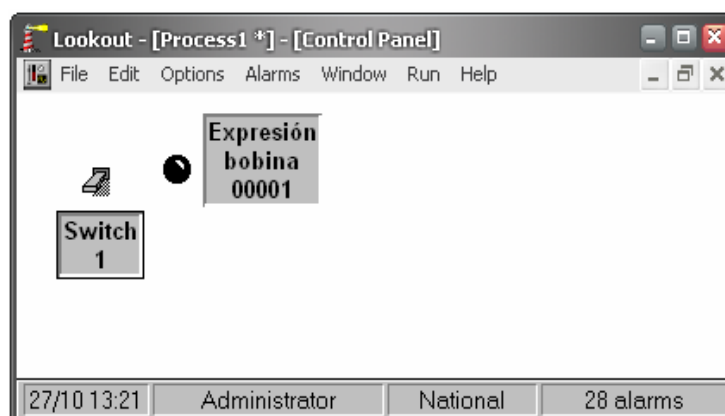 Lookout - [Process1 *] - [Control Panel]
File Edit Options Alarms Window Run Help
Expresión
bobina
00001
Switch
1
27/10 13:21 Administrator National 28 alarms